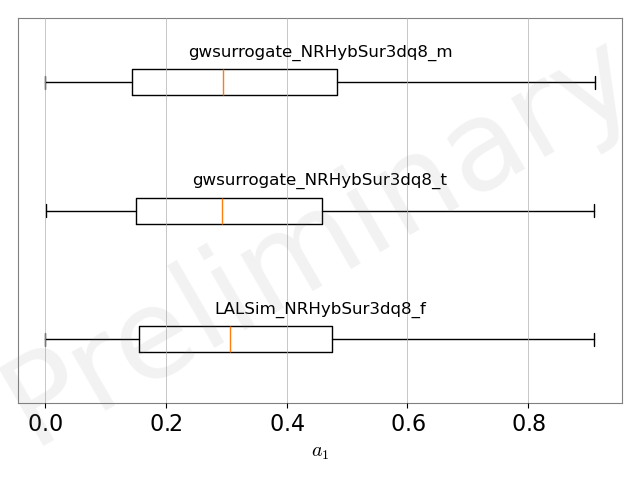 gwsurrogate_NRHybSur3dq8_m
gwsurrogate_NRHybSur3dq8_t
LALSim_NRHybSur3dq8_f
Preliminary
0.0 0.2 0.4 0.6 0.8
a₁